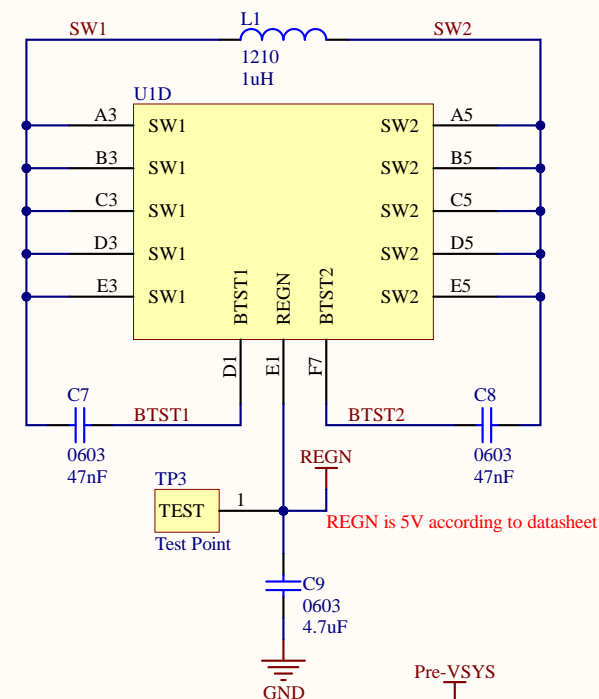 L1
SW1
SW2
1210
1uH
U1D
A3 SW1 SW2 A5
B3 SW1 SW2 B5
C3 SW1 SW2 C5
D3 SW1 SW2 D5
E3 SW1 SW2 E5
BTST1 REGN BTST2
D1 E1 F7
C7
BTST1
BTST2
C8
0603
47nF
0603
47nF
REGN
TP3
TEST 1
Test Point
REGN is 5V according to datasheet
C9
0603
4.7uF
GND
Pre-VSYS